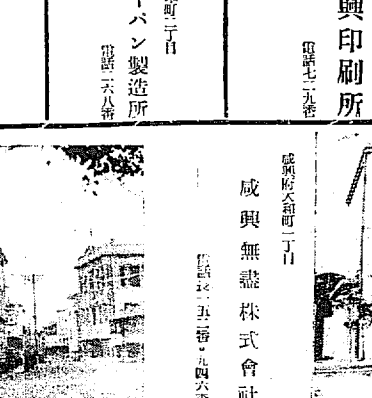 興印刷所
電話七二九番
町二丁目
ーパン製造所
電話二六八番
咸興府大和町一丁目
咸興無盡株式會社